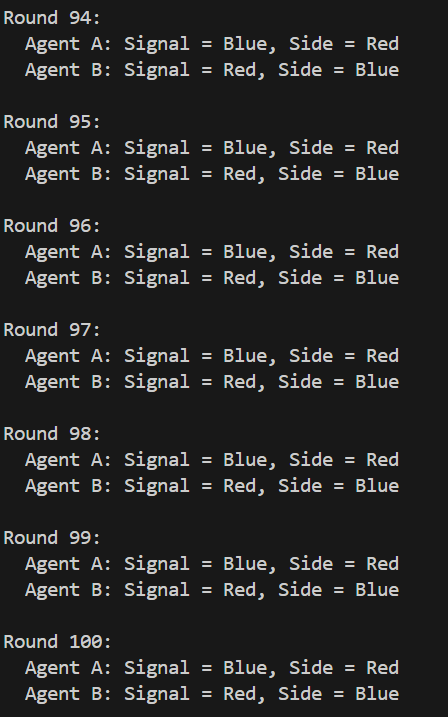 Round 94:
  Agent A: Signal = Blue, Side = Red
  Agent B: Signal = Red, Side = Blue

Round 95:
  Agent A: Signal = Blue, Side = Red
  Agent B: Signal = Red, Side = Blue

Round 96:
  Agent A: Signal = Blue, Side = Red
  Agent B: Signal = Red, Side = Blue

Round 97:
  Agent A: Signal = Blue, Side = Red
  Agent B: Signal = Red, Side = Blue

Round 98:
  Agent A: Signal = Blue, Side = Red
  Agent B: Signal = Red, Side = Blue

Round 99:
  Agent A: Signal = Blue, Side = Red
  Agent B: Signal = Red, Side = Blue

Round 100:
  Agent A: Signal = Blue, Side = Red
  Agent B: Signal = Red, Side = Blue